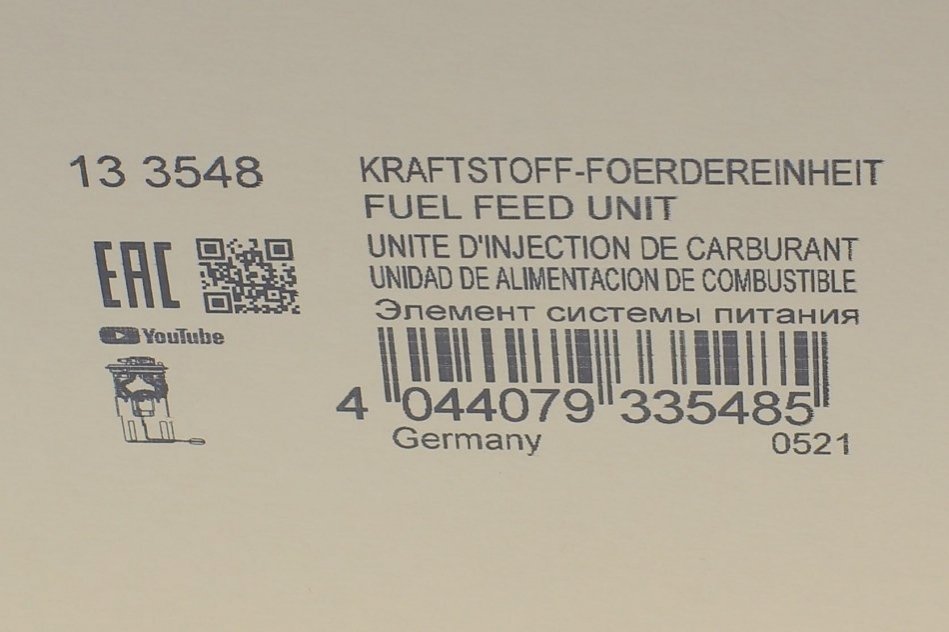 13 3548
KRAFTSTOFF-FOERDEREINHEIT
FUEL FEED UNIT
UNITE D'INJECTION DE CARBURANT
UNIDAD DE ALIMENTACION DE COMBUSTIBLE
Элемент системы питания
EAC
YouTube
4 044079 335485
Germany
0521